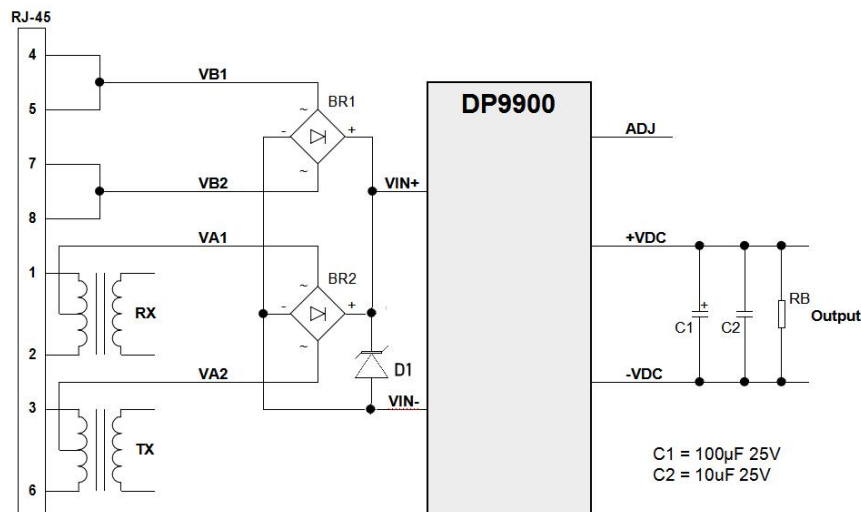 RJ-45
4
VB1
5
BR1
~
-
+
~
DP9900
ADJ
7
VB2
VIN+
8
VA1
+VDC
1
RX
BR2
~
-
+
~
C1
+
C2
RB
Output
2
VA2
D1
-VDC
3
VIN-
TX
6
C1 = 100µF 25V
C2 = 10uF 25V